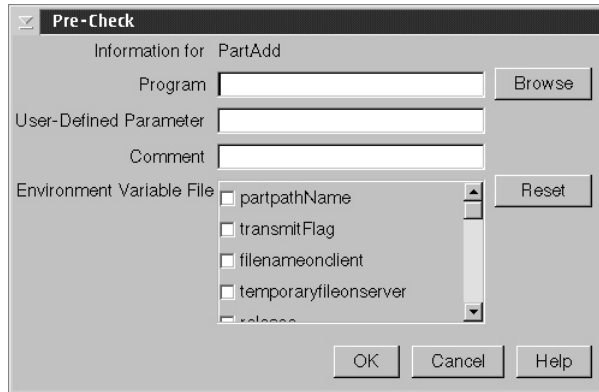 Pre-Check
Information for PartAdd
Program Browse
User-Defined Parameter
Comment
Environment Variable File partpathName Reset
transmitFlag
filenameonclient
temporaryfileonserver
release
OK Cancel Help